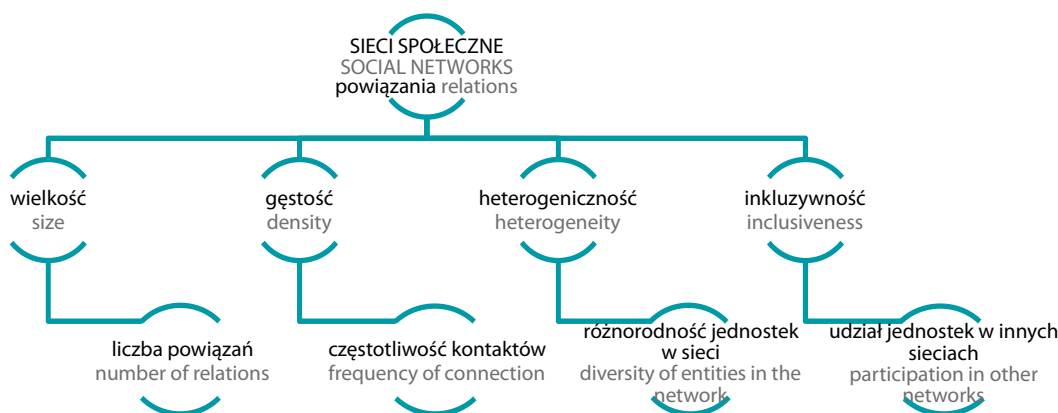 SIECI SPOŁECZNE
SOCIAL NETWORKS
powiązania relations
wielkość
size
gęstość
density
heterogeniczność
heterogeneity
inkluzywność
inclusiveness
liczba powiązań
number of relations
częstotliwość kontaktów
frequency of connection
różnorodność jednostek
w sieci
diversity of entities in the
network
udział jednostek w innych
sieciach
participation in other
networks